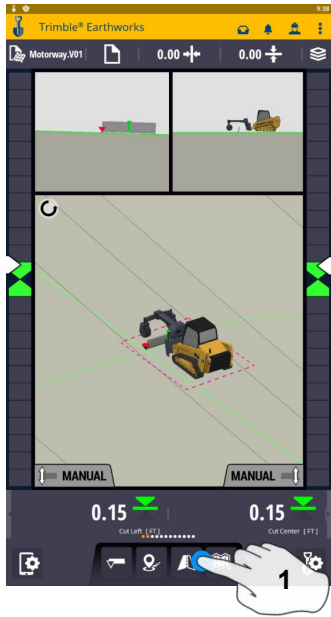 9:38
Trimble® Earthworks
Motorway.V01 0.00 0.00
MANUAL MANUAL
0.15 0.15
Cut Left [FT] Cut Center [FT]
1